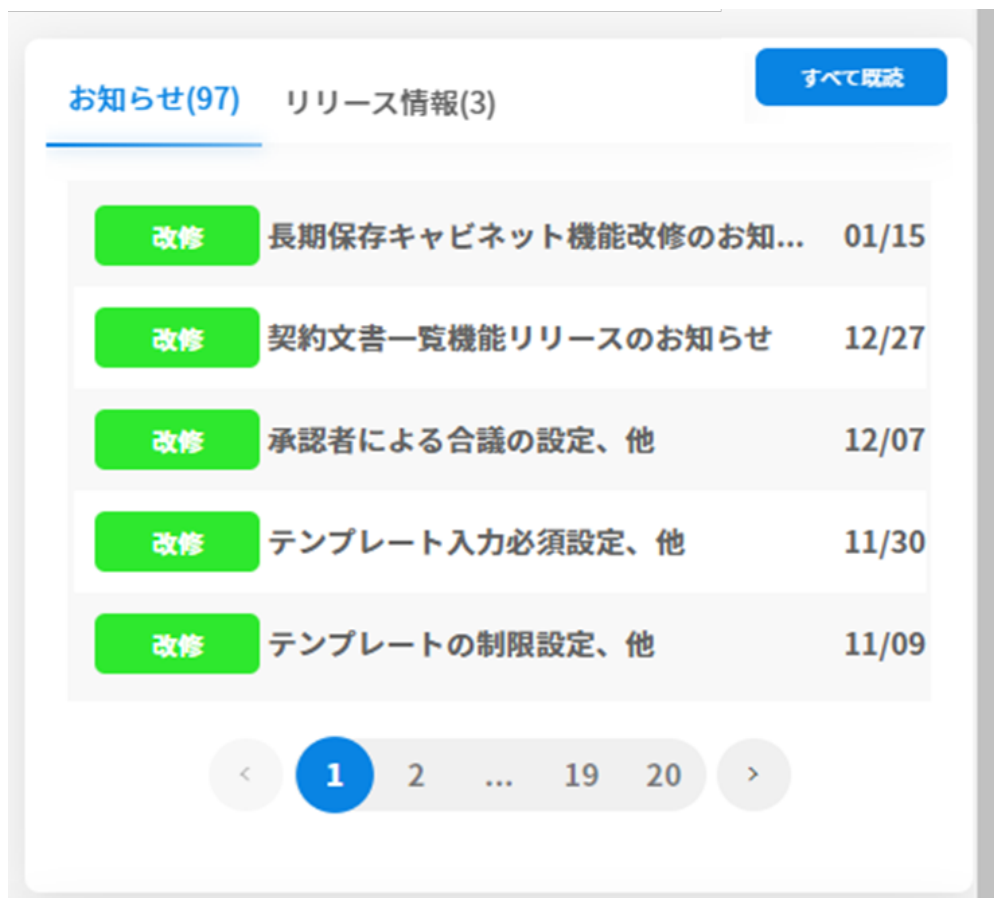 お知らせ(97) リリース情報(3) すべて既読
改修 長期保存キャビネット機能改修のお知... 01/15
改修 契約文書一覧機能リリースのお知らせ 12/27
改修 承認者による合議の設定、他 12/07
改修 テンプレート入力必須設定、他 11/30
改修 テンプレートの制限設定、他 11/09
< 1 2 ... 19 20 >